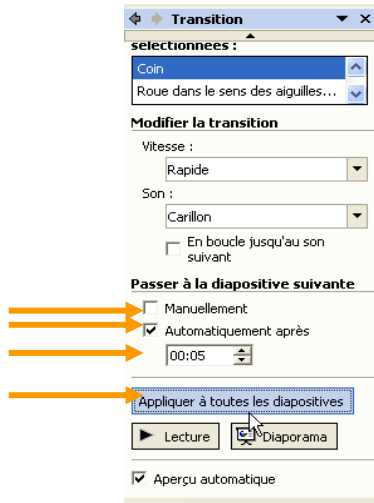 Transition
sélectionnées :
Coin
Roue dans le sens des aiguilles...
Modifier la transition
Vitesse :
Rapide
Son :
Carillon
En boucle jusqu'au son
suivant
Passer à la diapositive suivante
Manuellement
Automatiquement après
00:05
Appliquer à toutes les diapositives
Lecture
Diaporama
Aperçu automatique